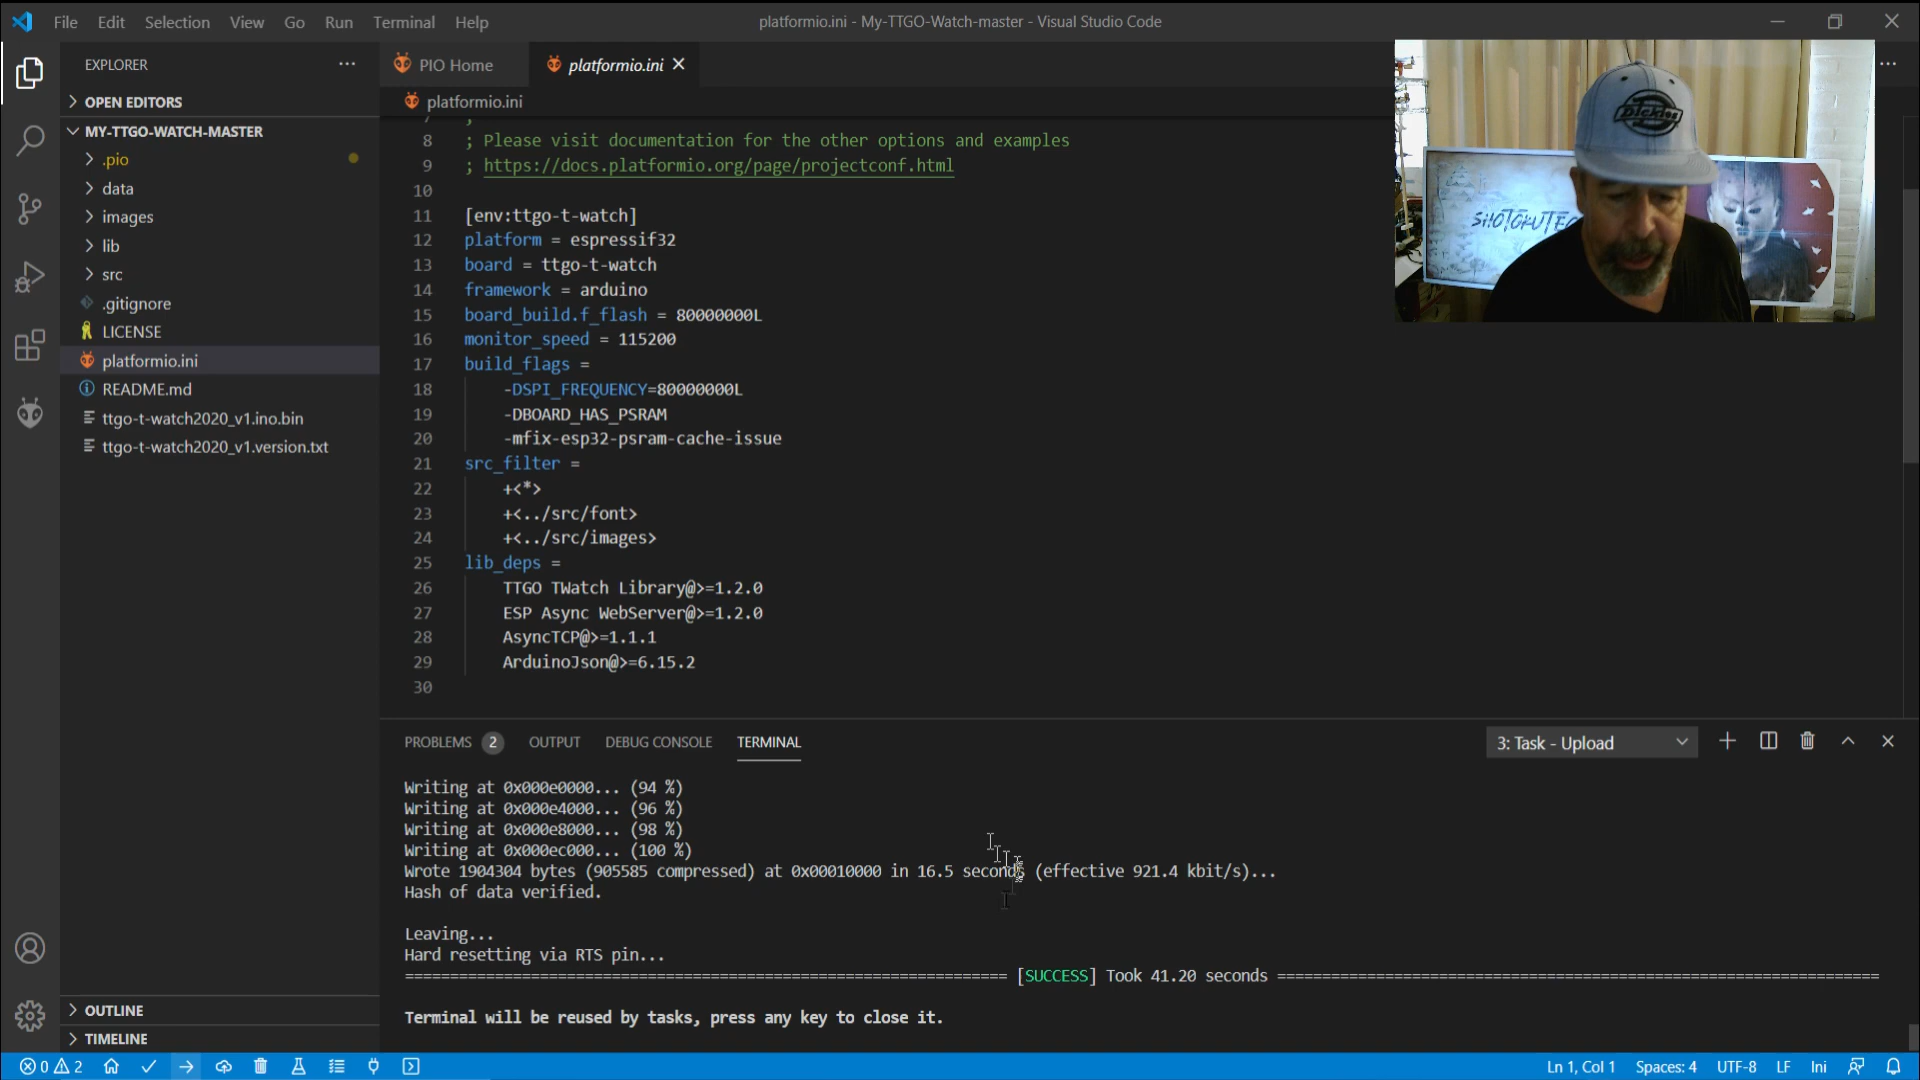 File Edit Selection View Go Run Terminal Help
platformio.ini - My-TTGO-Watch-master - Visual Studio Code
EXPLORER
OPEN EDITORS
MY-TTGO-WATCH-MASTER
.pio
data
images
lib
src
.gitignore
LICENSE
platformio.ini
README.md
ttgo-t-watch2020_v1.ino.bin
ttgo-t-watch2020_v1.version.txt
OUTLINE
TIMELINE
PIO Home
platformio.ini
platformio.ini
7 ;
8 ; Please visit documentation for the other options and examples
9 ; https://docs.platformio.org/page/projectconf.html
10
11 [env:ttgo-t-watch]
12 platform = espressif32
13 board = ttgo-t-watch
14 framework = arduino
15 board_build.f_flash = 80000000L
16 monitor_speed = 115200
17 build_flags =
18 -DSPI_FREQUENCY=80000000L
19 -DBOARD_HAS_PSRAM
20 -mfix-esp32-psram-cache-issue
21 src_filter =
22 +<*>
23 +<../src/font>
24 +<../src/images>
25 lib_deps =
26 TTGO TWatch Library@>=1.2.0
27 ESP Async WebServer@>=1.2.0
28 AsyncTCP@>=1.1.1
29 ArduinoJson@>=6.15.2
30
Dickies
PROBLEMS 2 OUTPUT DEBUG CONSOLE TERMINAL
3: Task - Upload
Writing at 0x000e0000... (94 %)
Writing at 0x000e4000... (96 %)
Writing at 0x000e8000... (98 %)
Writing at 0x000ec000... (100 %)
Wrote 1904304 bytes (905585 compressed) at 0x00010000 in 16.5 seconds (effective 921.4 kbit/s)...
Hash of data verified.
Leaving...
Hard resetting via RTS pin...
[SUCCESS] Took 41.20 seconds
Terminal will be reused by tasks, press any key to close it.
0 2
Ln 1, Col 1 Spaces: 4 UTF-8 LF Ini